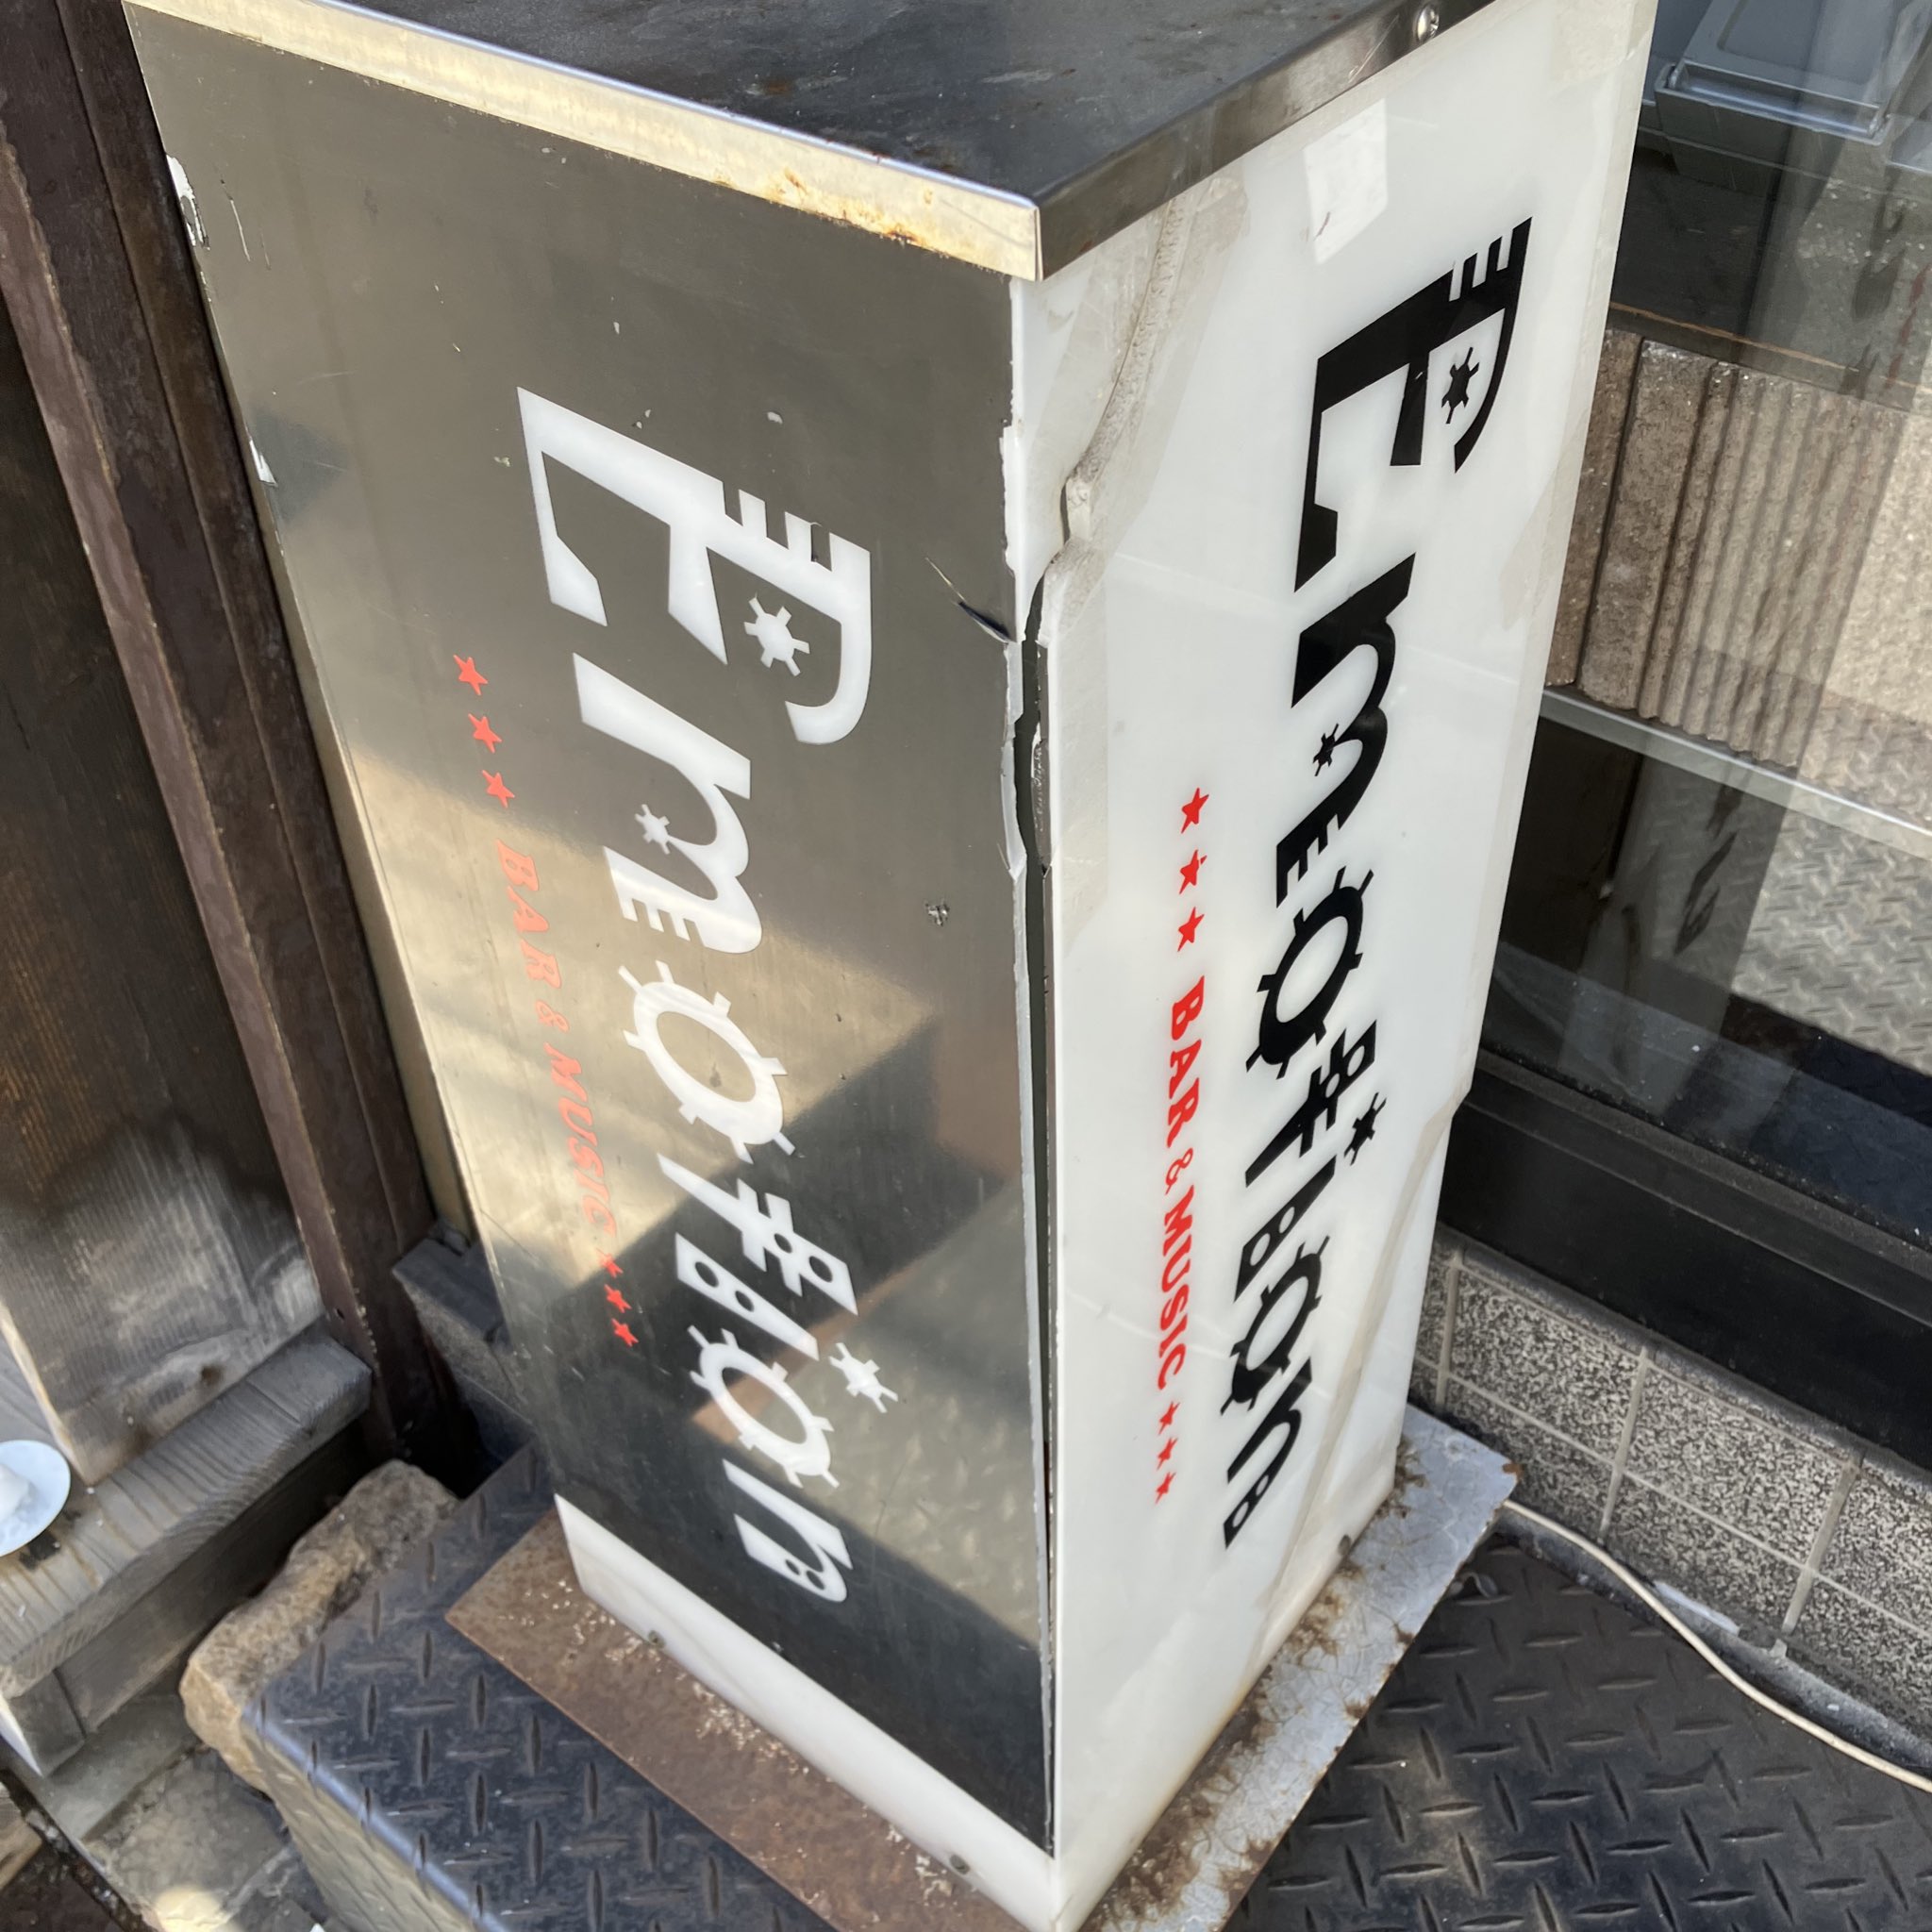 Emotion
★★★ BAR & MUSIC ★★★
Emotion
★★★ BAR & MUSIC ★★★